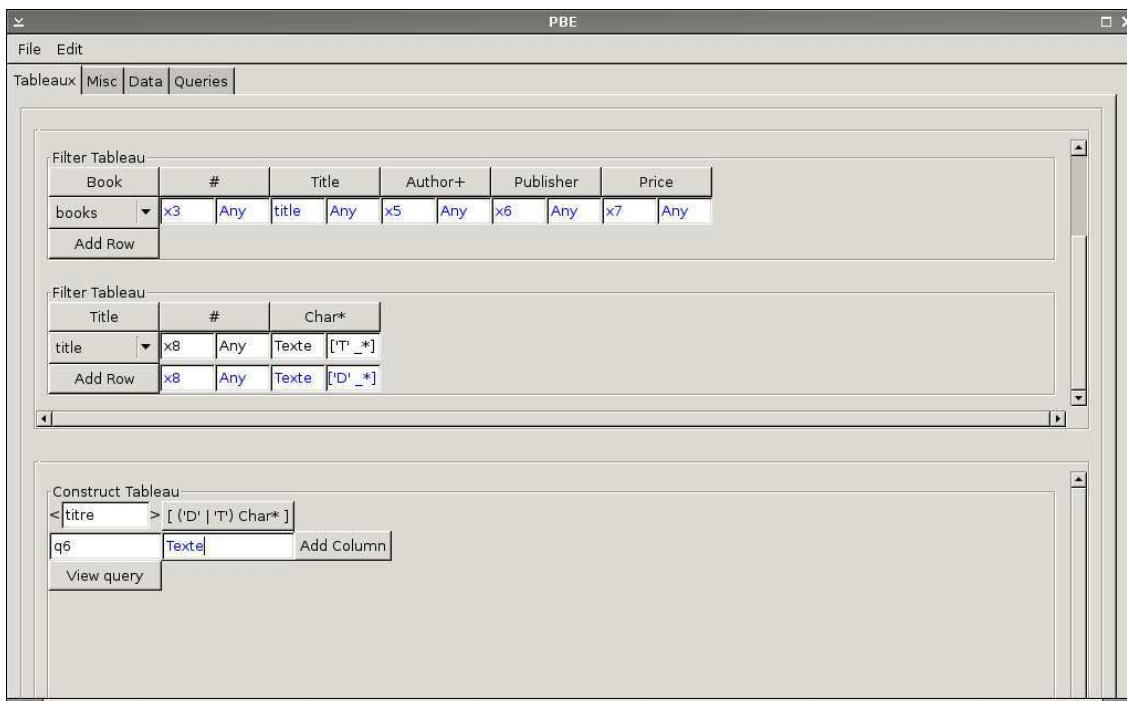 PBE
File Edit
Tableaux Misc Data Queries
Filter Tableau
Book # Title Author+ Publisher Price
books x3 Any title Any x5 Any x6 Any x7 Any
Add Row
Filter Tableau
Title # Char*
title x8 Any Texte ['T' _*]
Add Row x8 Any Texte ['D' _*]
Construct Tableau
< titre > [ ('D' | 'T') Char* ]
q6 Texte Add Column
View query